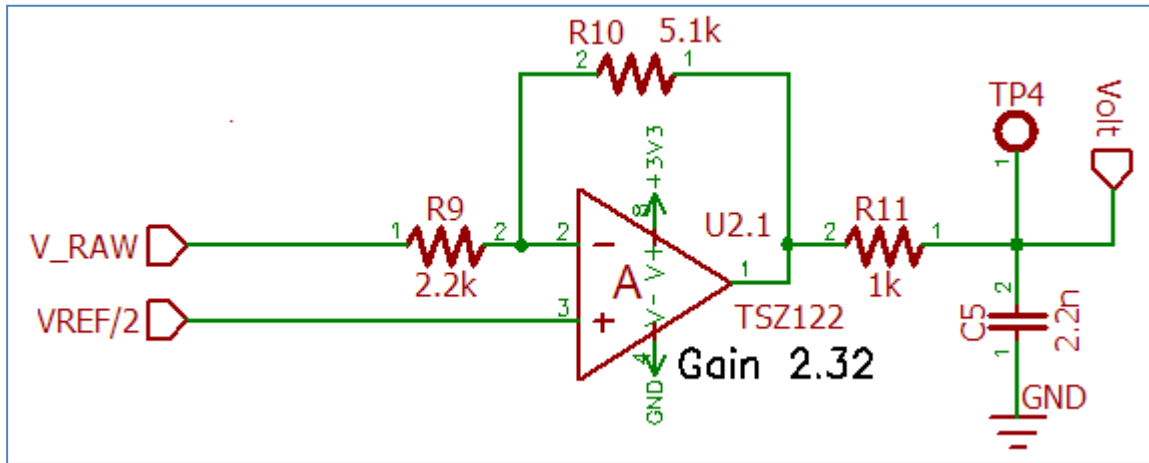 R10 5.1k
2 1
TP4
Volt
1
+3V3
8
R9
1 2 2
V_RAW
2.2k
− A V+ V-
U2.1
R11
2 1
1
1k
VREF/2
3 +
TSZ122
4
GND
Gain 2.32
2
C5 2.2n
1
GND